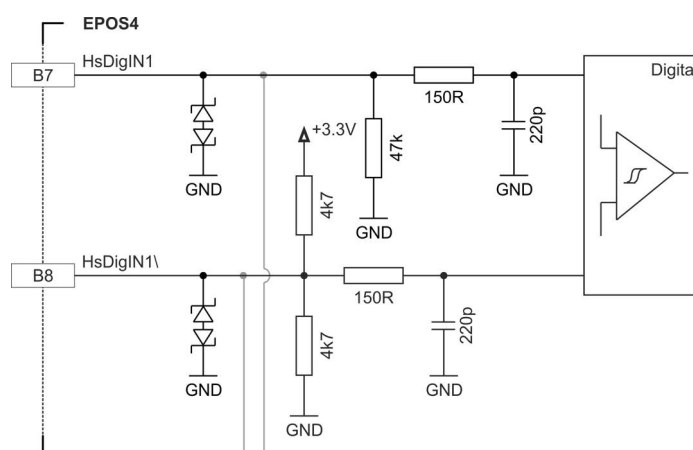 EPOS4
B7
HsDigIN1
Digita
150R
220p
+3.3V
47k
GND
GND
4k7
GND
B8
HsDigIN1\
150R
220p
4k7
GND
GND
GND